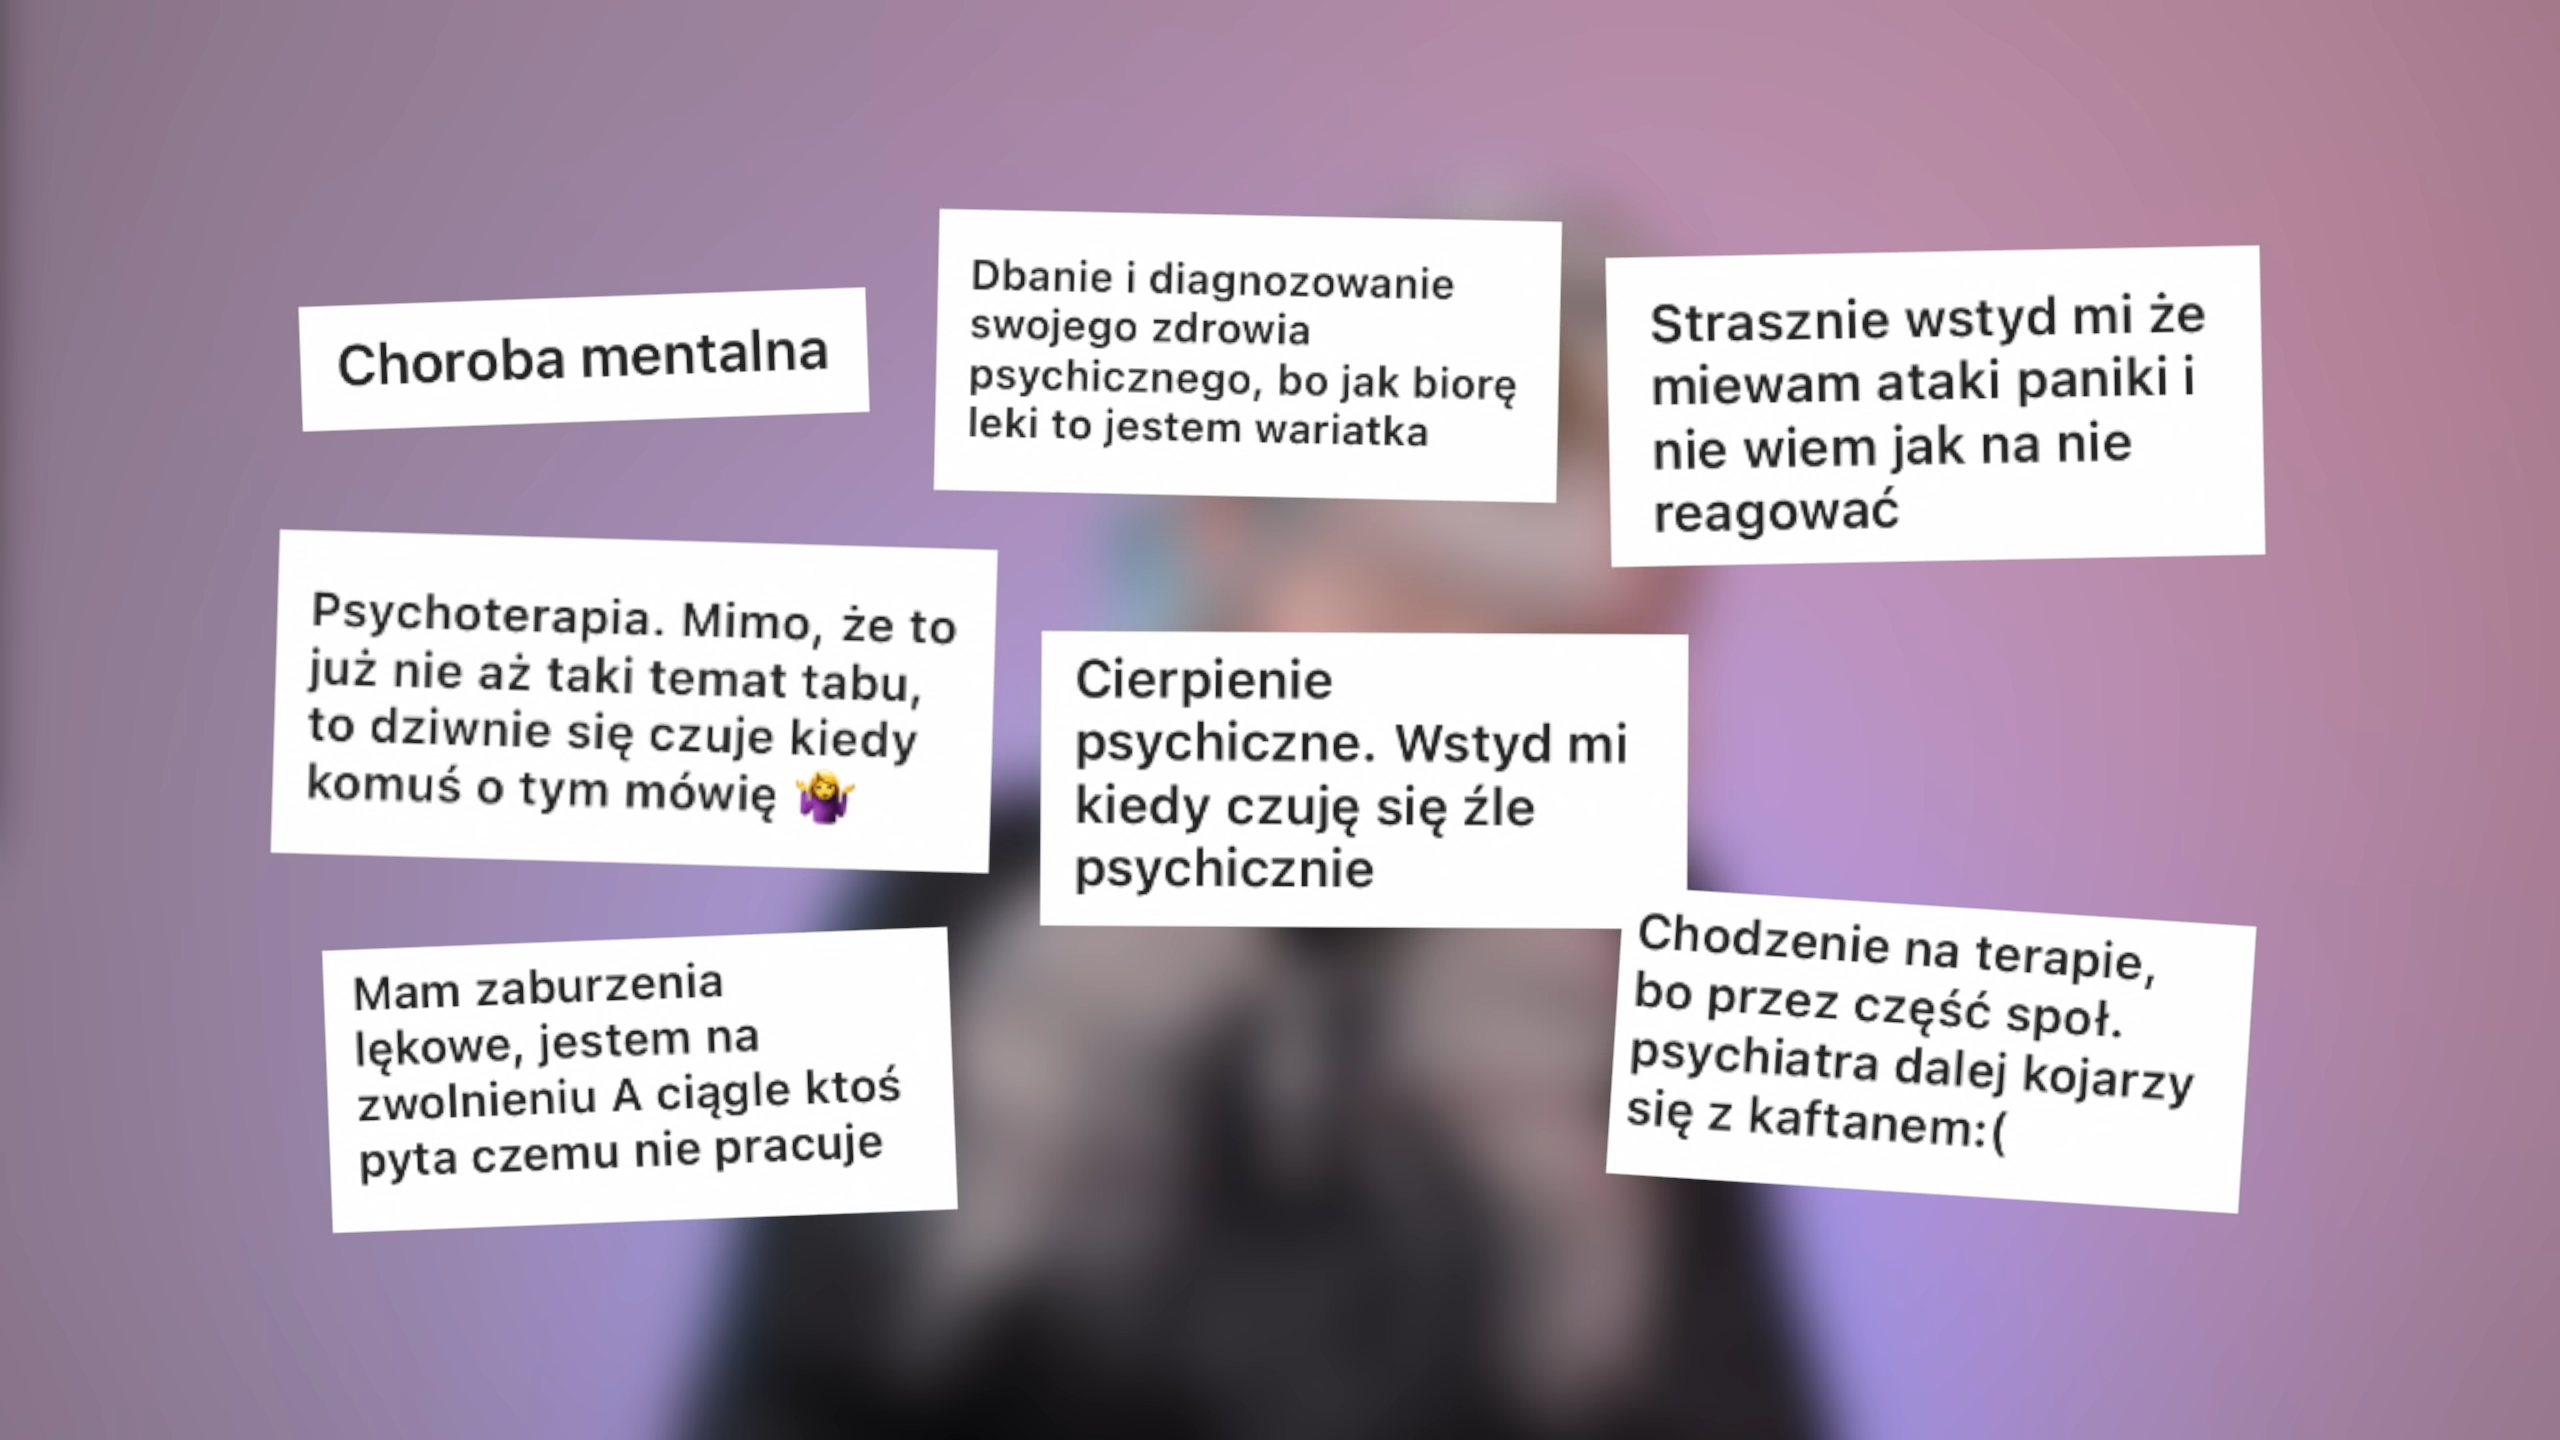 Choroba mentalna
Dbanie i diagnozowanie
swojego zdrowia
psychicznego, bo jak biorę
leki to jestem wariatka
Strasznie wstyd mi że
miewam ataki paniki i
nie wiem jak na nie
reagować
Psychoterapia. Mimo, że to
już nie aż taki temat tabu,
to dziwnie się czuje kiedy
komuś o tym mówię 🤷‍♀️
Cierpienie
psychiczne. Wstyd mi
kiedy czuję się źle
psychicznie
Mam zaburzenia
lękowe, jestem na
zwolnieniu A ciągle ktoś
pyta czemu nie pracuje
Chodzenie na terapie,
bo przez część społ.
psychiatra dalej kojarzy
się z kaftanem:(